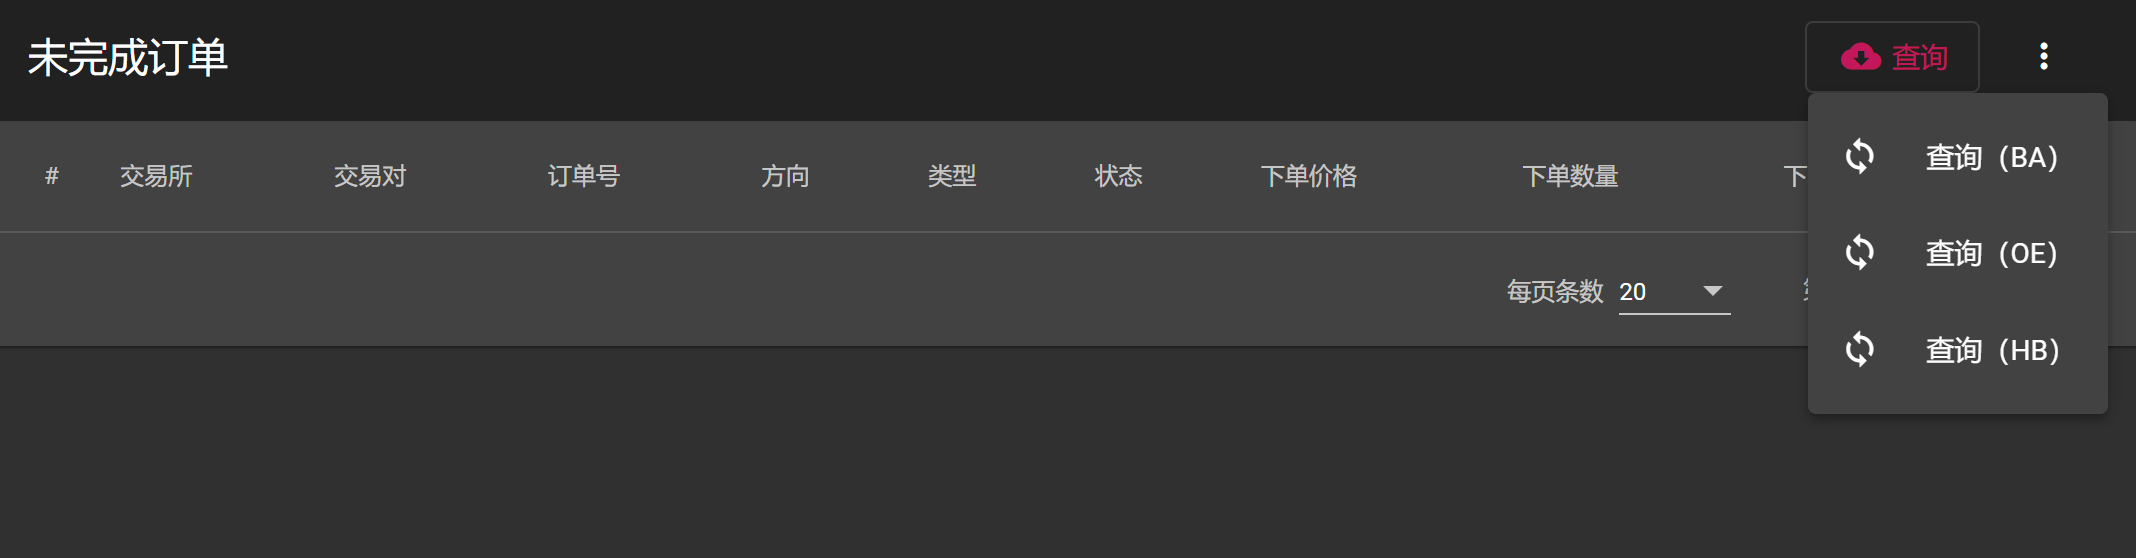 未完成订单
查询
# 交易所 交易对 订单号 方向 类型 状态 下单价格 下单数量 下
查询（BA）
查询（OE）
查询（HB）
每页条数 20